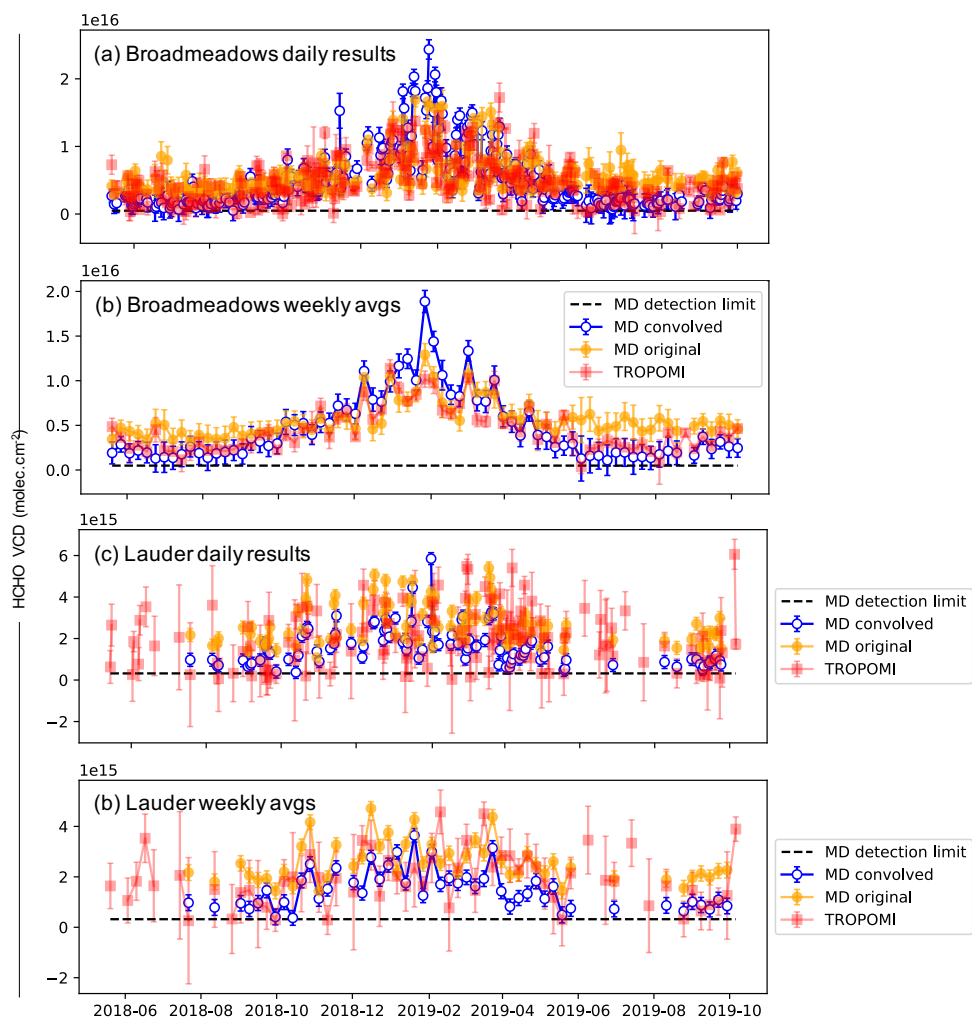 HCHO VCD (molec.cm²)
1e16
(a) Broadmeadows daily results
2
1
0
1e16
(b) Broadmeadows weekly avgs
2.0
1.5
1.0
0.5
0.0
MD detection limit
MD convolved
MD original
TROPOMI
1e15
(c) Lauder daily results
6
4
2
0
−2
MD detection limit
MD convolved
MD original
TROPOMI
1e15
(b) Lauder weekly avgs
4
2
0
−2
MD detection limit
MD convolved
MD original
TROPOMI
2018-06 2018-08 2018-10 2018-12 2019-02 2019-04 2019-06 2019-08 2019-10